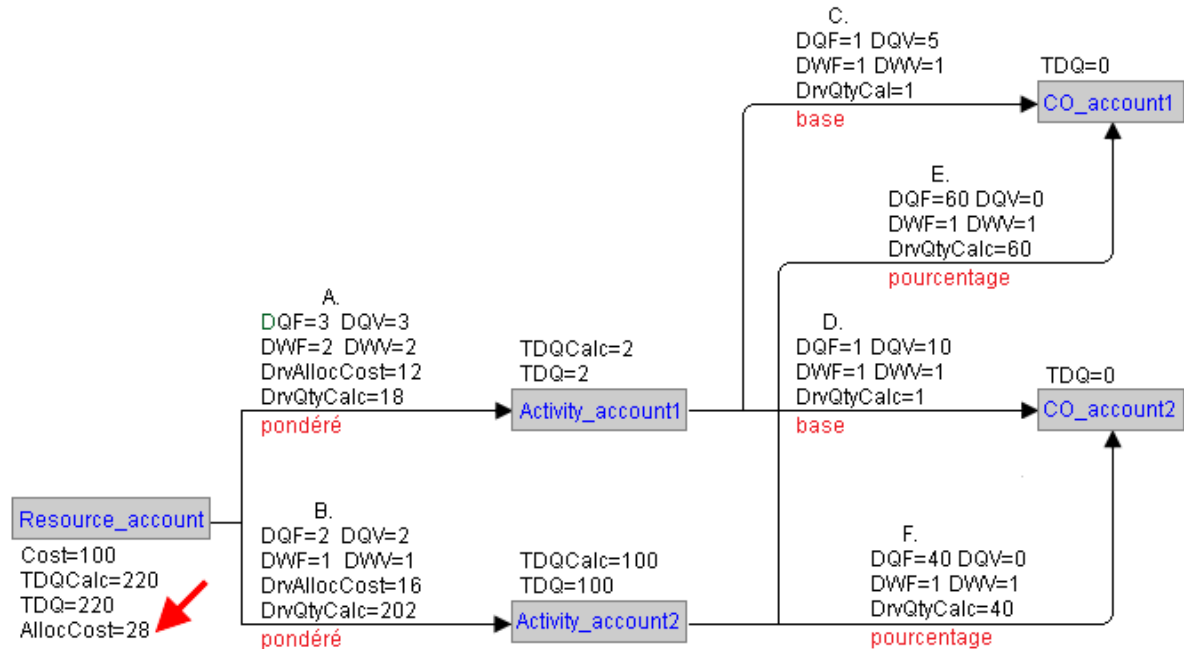 C.
DQF=1 DQV=5
DWF=1 DWV=1
DrvQtyCal=1
base
TDQ=0
CO_account1
E.
DQF=60 DQV=0
DWF=1 DWV=1
DrvQtyCalc=60
pourcentage
A.
DQF=3 DQV=3
DWF=2 DWV=2
DrvAllocCost=12
DrvQtyCalc=18
pondéré
TDQCalc=2
TDQ=2
Activity_account1
D.
DQF=1 DQV=10
DWF=1 DWV=1
DrvQtyCalc=1
base
TDQ=0
CO_account2
Resource_account
Cost=100
TDQCalc=220
TDQ=220
AllocCost=28
B.
DQF=2 DQV=2
DWF=1 DWV=1
DrvAllocCost=16
DrvQtyCalc=202
pondéré
TDQCalc=100
TDQ=100
Activity_account2
F.
DQF=40 DQV=0
DWF=1 DWV=1
DrvQtyCalc=40
pourcentage